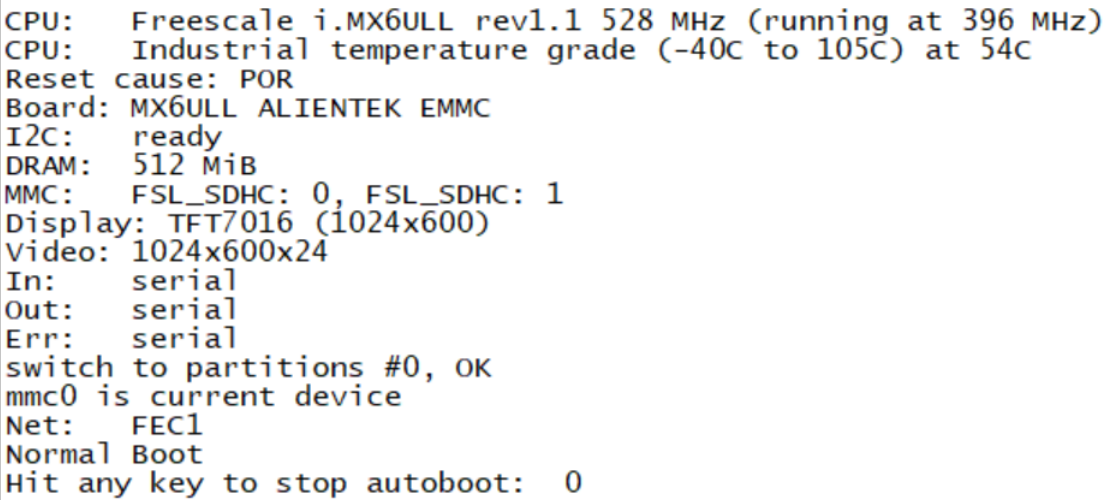 CPU:   Freescale i.MX6ULL rev1.1 528 MHz (running at 396 MHz)
CPU:   Industrial temperature grade (-40C to 105C) at 54C
Reset cause: POR
Board: MX6ULL ALIENTEK EMMC
I2C:   ready
DRAM:  512 MiB
MMC:   FSL_SDHC: 0, FSL_SDHC: 1
Display: TFT7016 (1024x600)
Video: 1024x600x24
In:    serial
Out:   serial
Err:   serial
switch to partitions #0, OK
mmc0 is current device
Net:   FEC1
Normal Boot
Hit any key to stop autoboot:  0